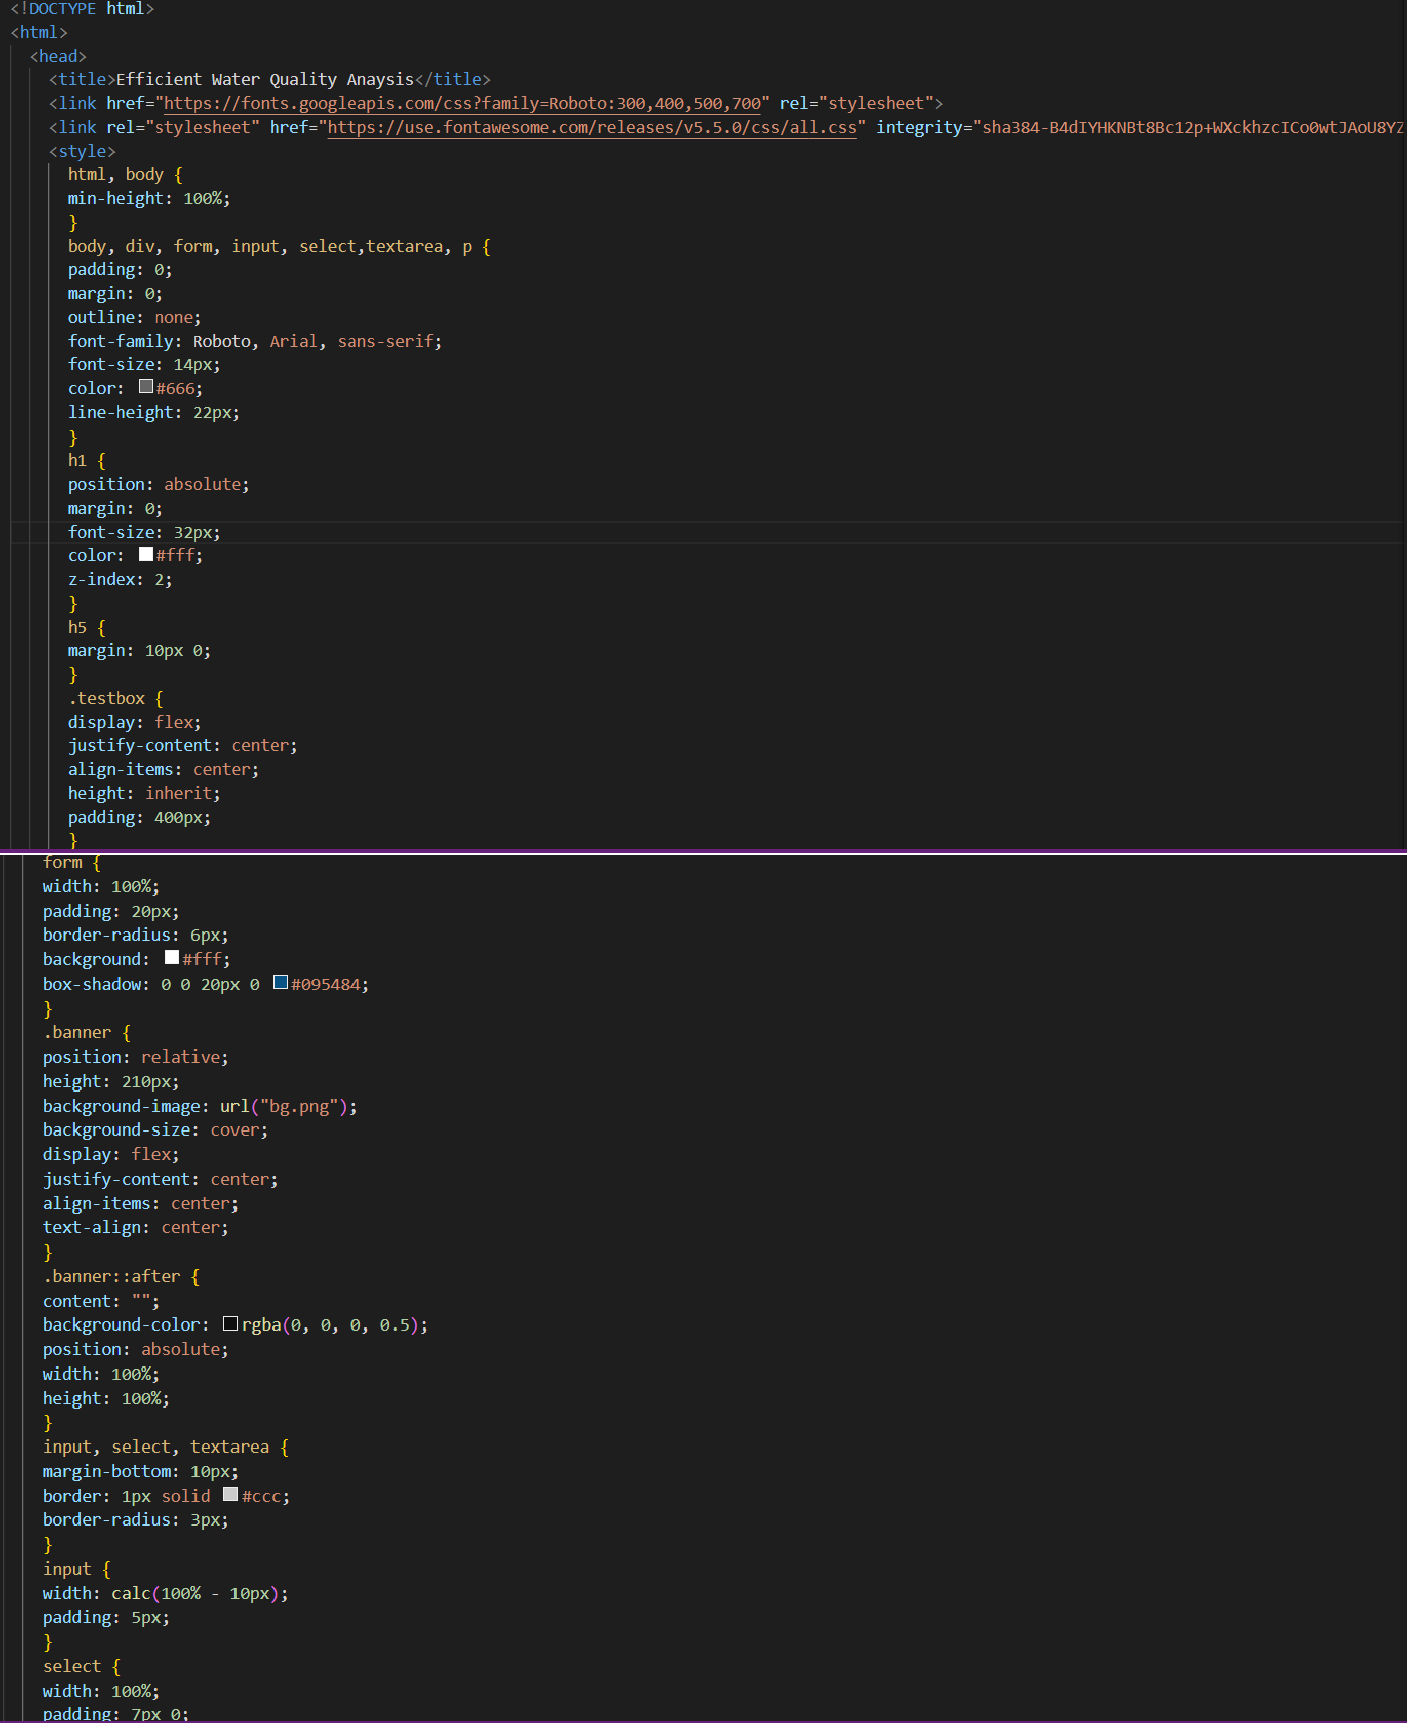 <!DOCTYPE html>
<html>
<head>
<title>Efficient Water Quality Anaysis</title>
<link href="https://fonts.googleapis.com/css?family=Roboto:300,400,500,700" rel="stylesheet">
<link rel="stylesheet" href="https://use.fontawesome.com/releases/v5.5.0/css/all.css" integrity="sha384-B4dIYHKNBt8Bc12p+WXckhzcICo0wtJAoU8YZ
<style>
html, body {
min-height: 100%;
}
body, div, form, input, select,textarea, p {
padding: 0;
margin: 0;
outline: none;
font-family: Roboto, Arial, sans-serif;
font-size: 14px;
color: #666;
line-height: 22px;
}
h1 {
position: absolute;
margin: 0;
font-size: 32px;
color: #fff;
z-index: 2;
}
h5 {
margin: 10px 0;
}
.testbox {
display: flex;
justify-content: center;
align-items: center;
height: inherit;
padding: 400px;
}
form {
width: 100%;
padding: 20px;
border-radius: 6px;
background: #fff;
box-shadow: 0 0 20px 0 #095484;
}
.banner {
position: relative;
height: 210px;
background-image: url("bg.png");
background-size: cover;
display: flex;
justify-content: center;
align-items: center;
text-align: center;
}
.banner::after {
content: "";
background-color: rgba(0, 0, 0, 0.5);
position: absolute;
width: 100%;
height: 100%;
}
input, select, textarea {
margin-bottom: 10px;
border: 1px solid #ccc;
border-radius: 3px;
}
input {
width: calc(100% - 10px);
padding: 5px;
}
select {
width: 100%;
padding: 7px 0;